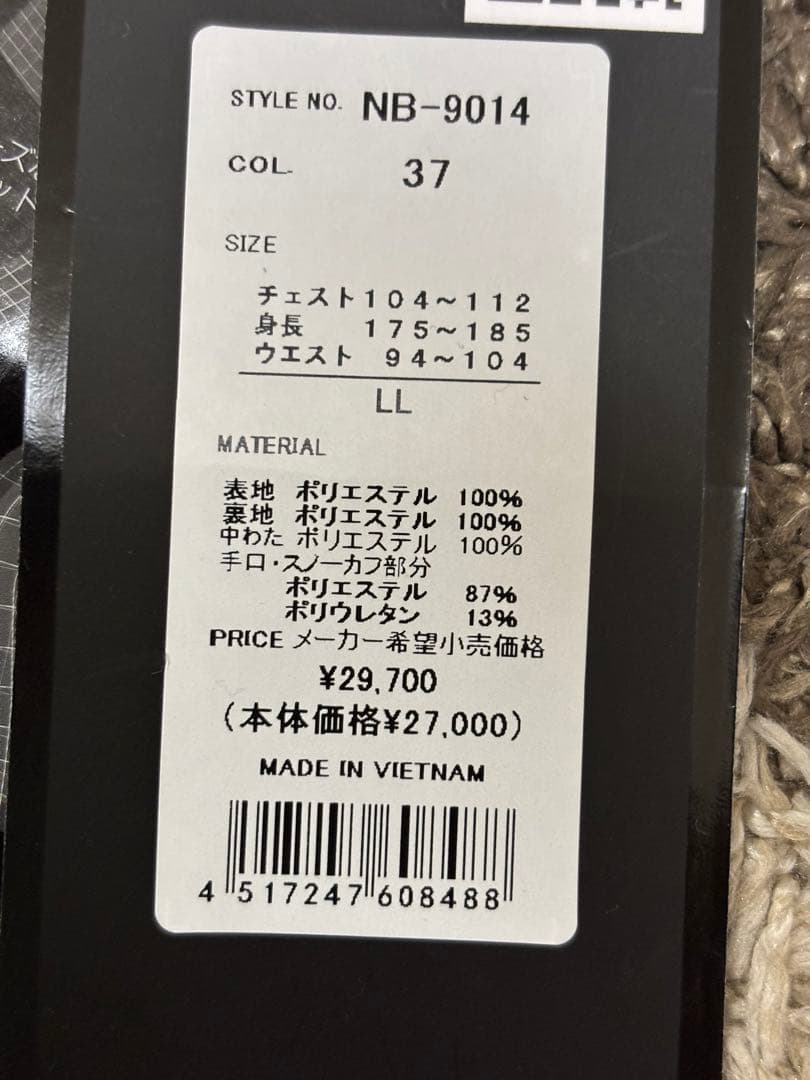 STYLE NO. NB-9014
COL. 37
SIZE
チェスト104～112
身長 175～185
ウエスト 94～104
LL
MATERIAL
表地 ポリエステル 100%
裏地 ポリエステル 100%
中わた ポリエステル 100%
手口・スノーカフ部分
ポリエステル 87%
ポリウレタン 13%
PRICE メーカー希望小売価格
¥29,700
(本体価格¥27,000)
MADE IN VIETNAM
4 517247 608488